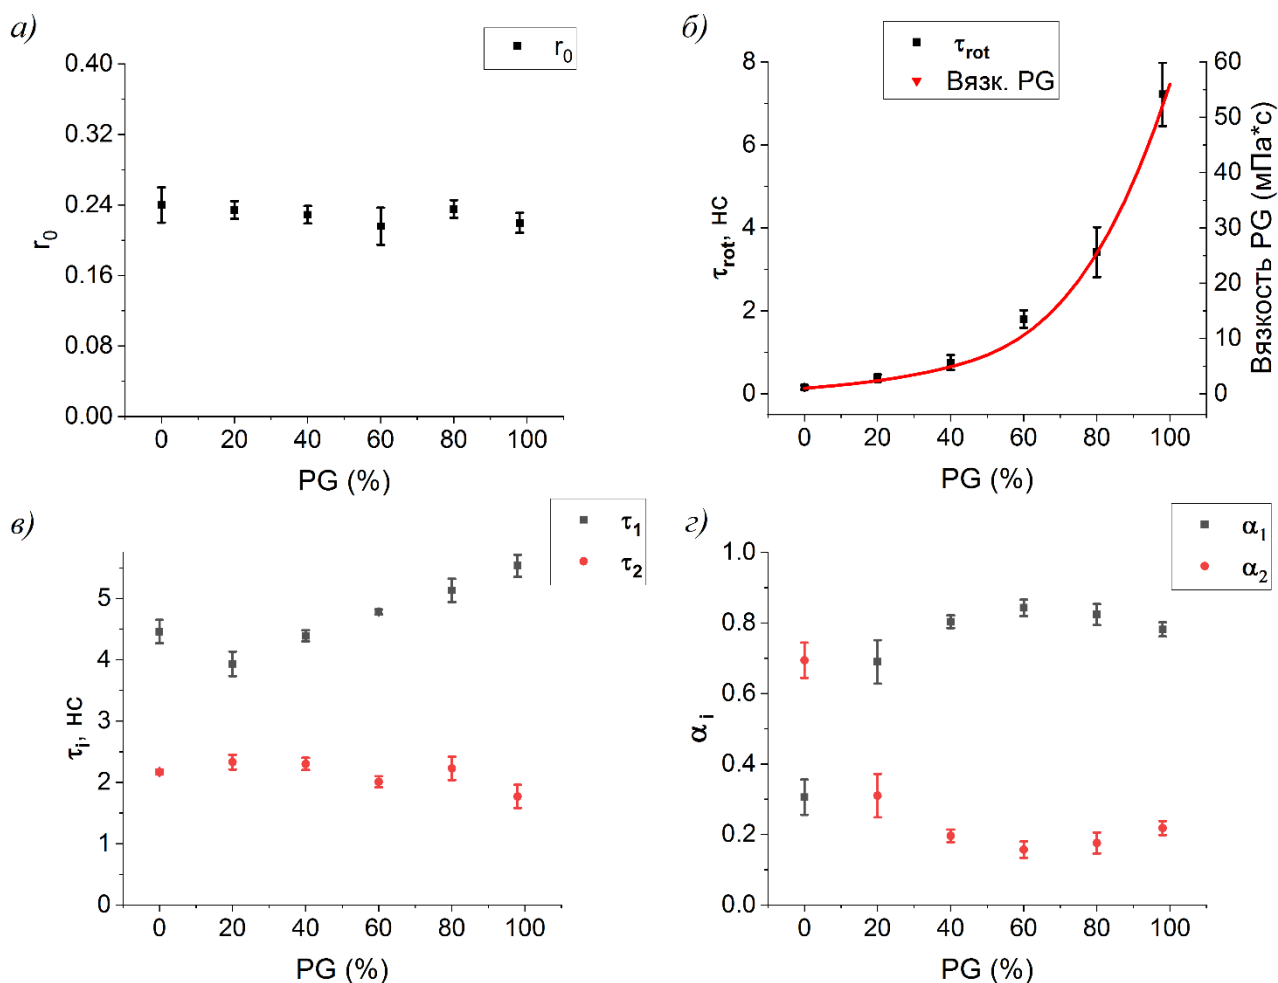 а)
r₀
0.40
0.32
0.24
0.16
0.08
0.00
r₀
0 20 40 60 80 100
PG (%)
б)
τrot
Вязк. PG
8
6
4
2
0
τrot, нс
60
50
40
30
20
10
0
Вязкость PG (мПа*с)
0 20 40 60 80 100
PG (%)
в)
τ₁
τ₂
5
4
3
2
1
0
τi, нс
0 20 40 60 80 100
PG (%)
г)
α₁
α₂
1.0
0.8
0.6
0.4
0.2
0.0
αi
0 20 40 60 80 100
PG (%)